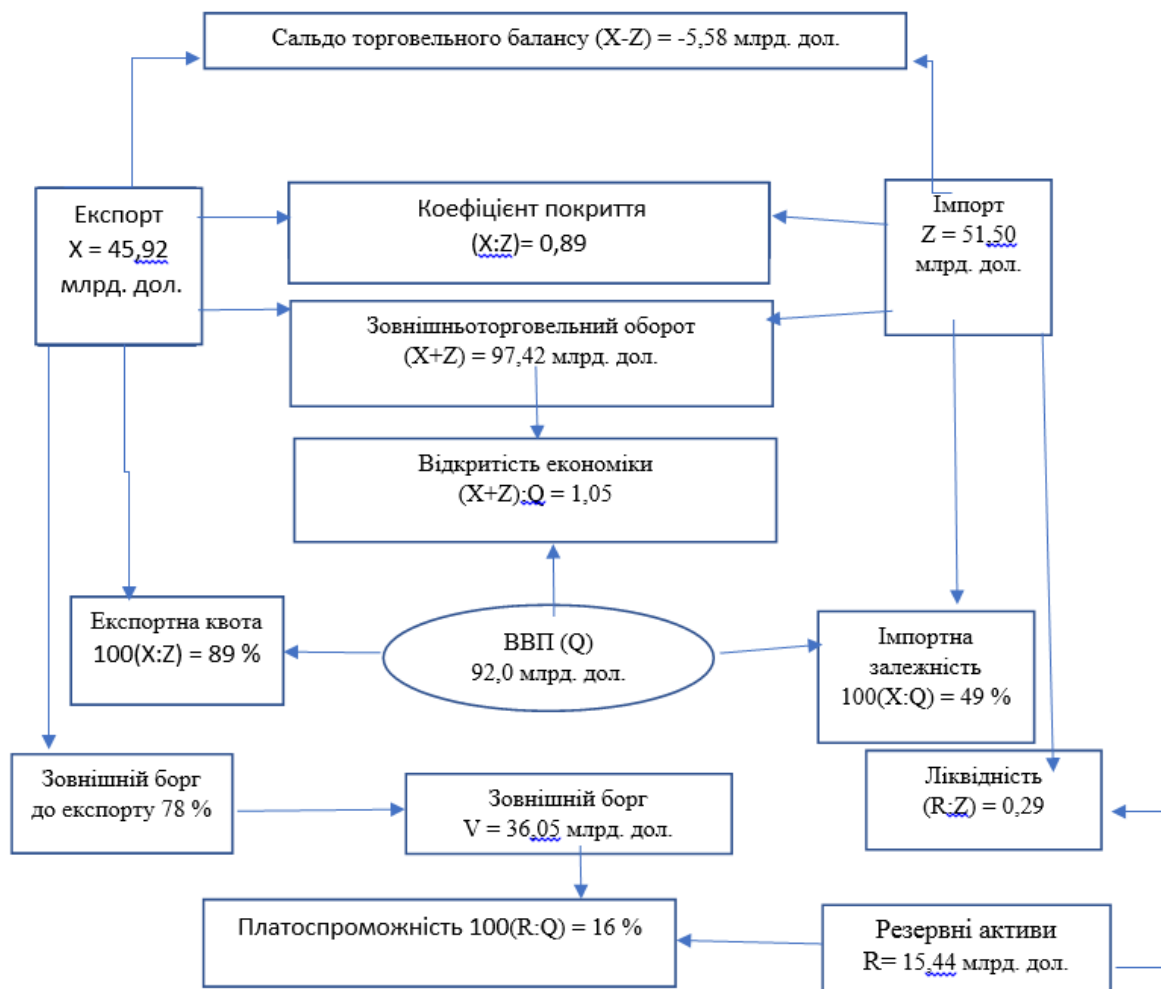 Сальдо торговельного балансу (X-Z) = -5,58 млрд. дол.
Експорт
X = 45,92
млрд. дол.
Коефіцієнт покриття
(X:Z)= 0,89
Імпорт
Z = 51,50
млрд. дол.
Зовнішньоторговельний оборот
(X+Z) = 97,42 млрд. дол.
Відкритість економіки
(X+Z):Q = 1,05
Експортна квота
100(X:Z) = 89 %
ВВП (Q)
92,0 млрд. дол.
Імпортна
залежність
100(X:Q) = 49 %
Зовнішній борг
до експорту 78 %
Зовнішній борг
V = 36,05 млрд. дол.
Ліквідність
(R:Z) = 0,29
Платоспроможність 100(R:Q) = 16 %
Резервні активи
R= 15,44 млрд. дол.